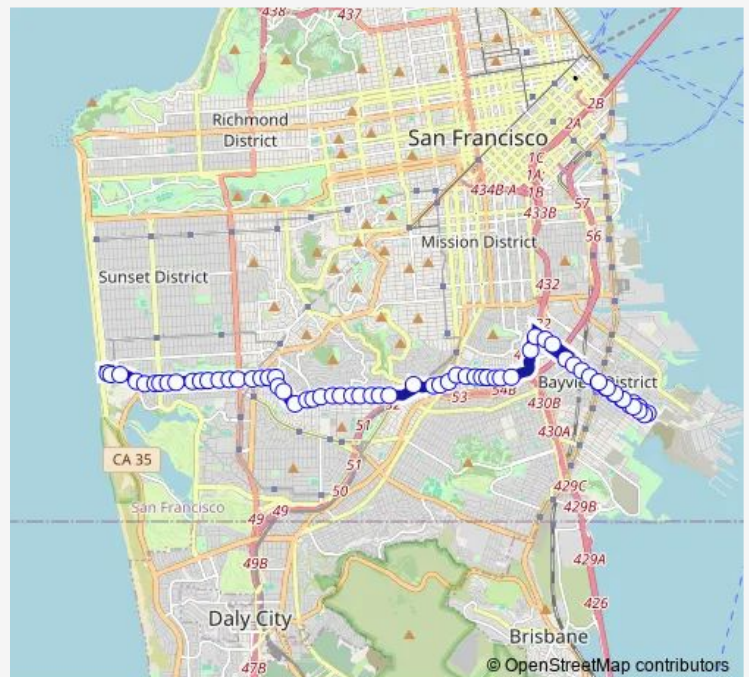 438
437
2B
Richmond
District
San Francisco
2A
1C
1A
434B-A
1B
433B
57
56
Mission District
Sunset District
432
Bayview District
54B
53
430B
52
51
430A
CA 35
51
50
429C
San Francisco
429B
49
49
429A
49B
426
Daly City
Brisbane
47B
© OpenStreetMap contributors